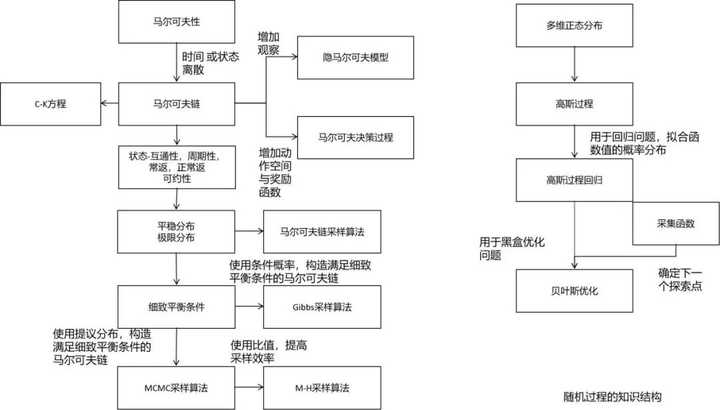 马尔可夫性
时间 或状态
离散
增加
观察
隐马尔可夫模型
C-K方程
马尔可夫链
马尔可夫决策过程
增加动
作空间
与奖励
函数
状态-互通性，周期性，
常返，正常返
可约性
平稳分布
极限分布
马尔可夫链采样算法
使用条件概率，构造满足细致
平衡条件的马尔可夫链
细致平衡条件
Gibbs采样算法
使用提议分布，构造
满足细致平衡条件的
马尔可夫链
使用比值，提高
采样效率
MCMC采样算法
M-H采样算法
多维正态分布
高斯过程
用于回归问题，拟合函
数值的概率分布
高斯过程回归
采集函数
用于黑盒优化
问题
确定下一
个探索点
贝叶斯优化
随机过程的知识结构